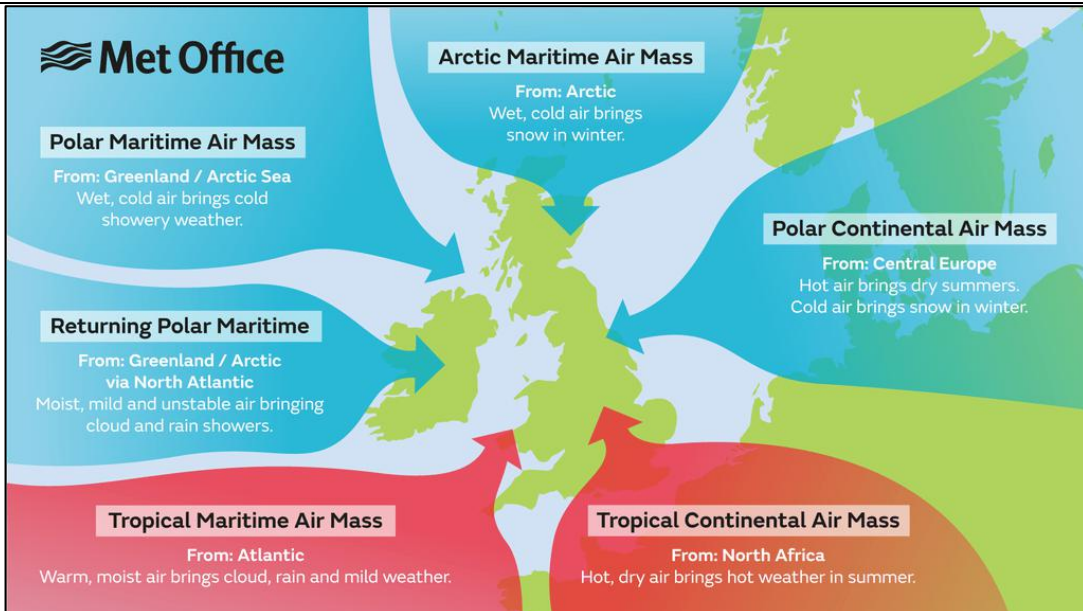 Met Office
Arctic Maritime Air Mass
From: Arctic
Wet, cold air brings
snow in winter.
Polar Maritime Air Mass
From: Greenland / Arctic Sea
Wet, cold air brings cold
showery weather.
Polar Continental Air Mass
From: Central Europe
Hot air brings dry summers.
Cold air brings snow in winter.
Returning Polar Maritime
From: Greenland / Arctic
via North Atlantic
Moist, mild and unstable air bringing
cloud and rain showers.
Tropical Maritime Air Mass
From: Atlantic
Warm, moist air brings cloud, rain and mild weather.
Tropical Continental Air Mass
From: North Africa
Hot, dry air brings hot weather in summer.